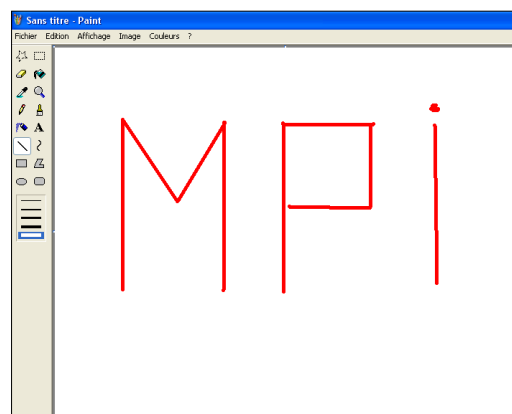 Sans titre - Paint
Fichier Edition Affichage Image Couleurs ?
A
MPi